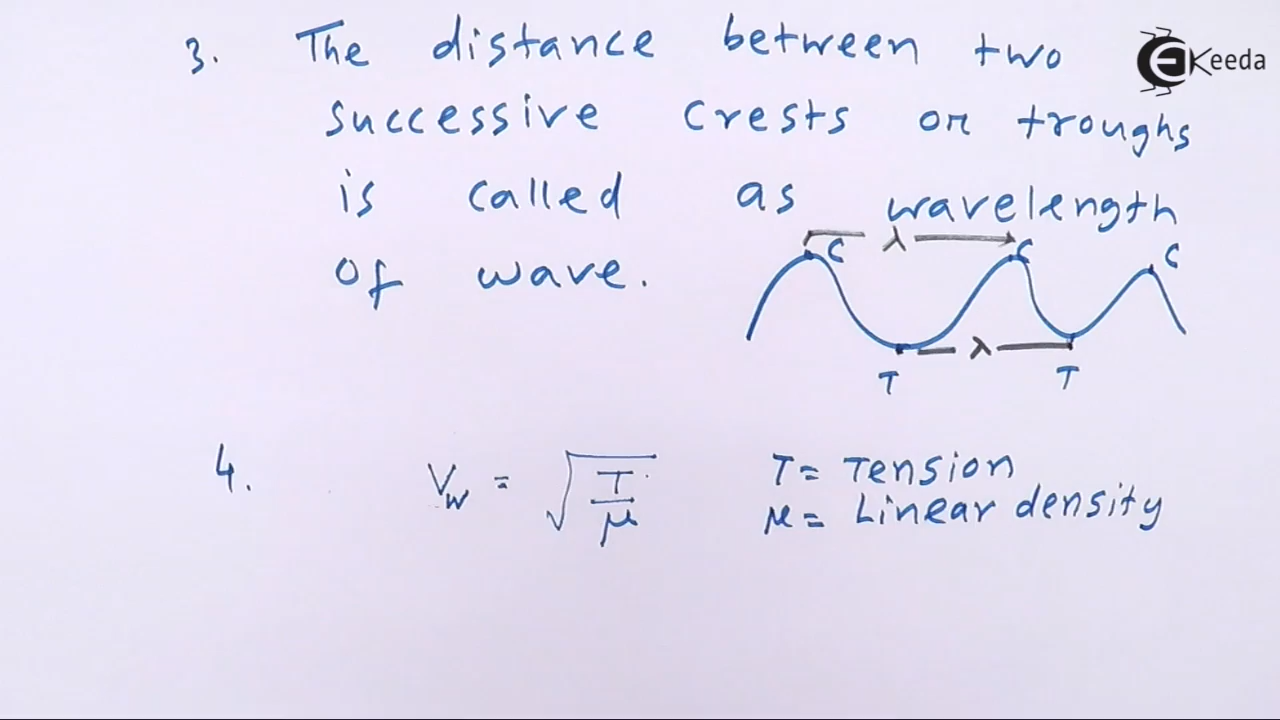 3. The distance between two
EKeeda
successive crests or troughs
is called as wavelength
of wave.
λ
C C C
λ
T T
4. Vw = √T/μ T = Tension
μ = Linear density